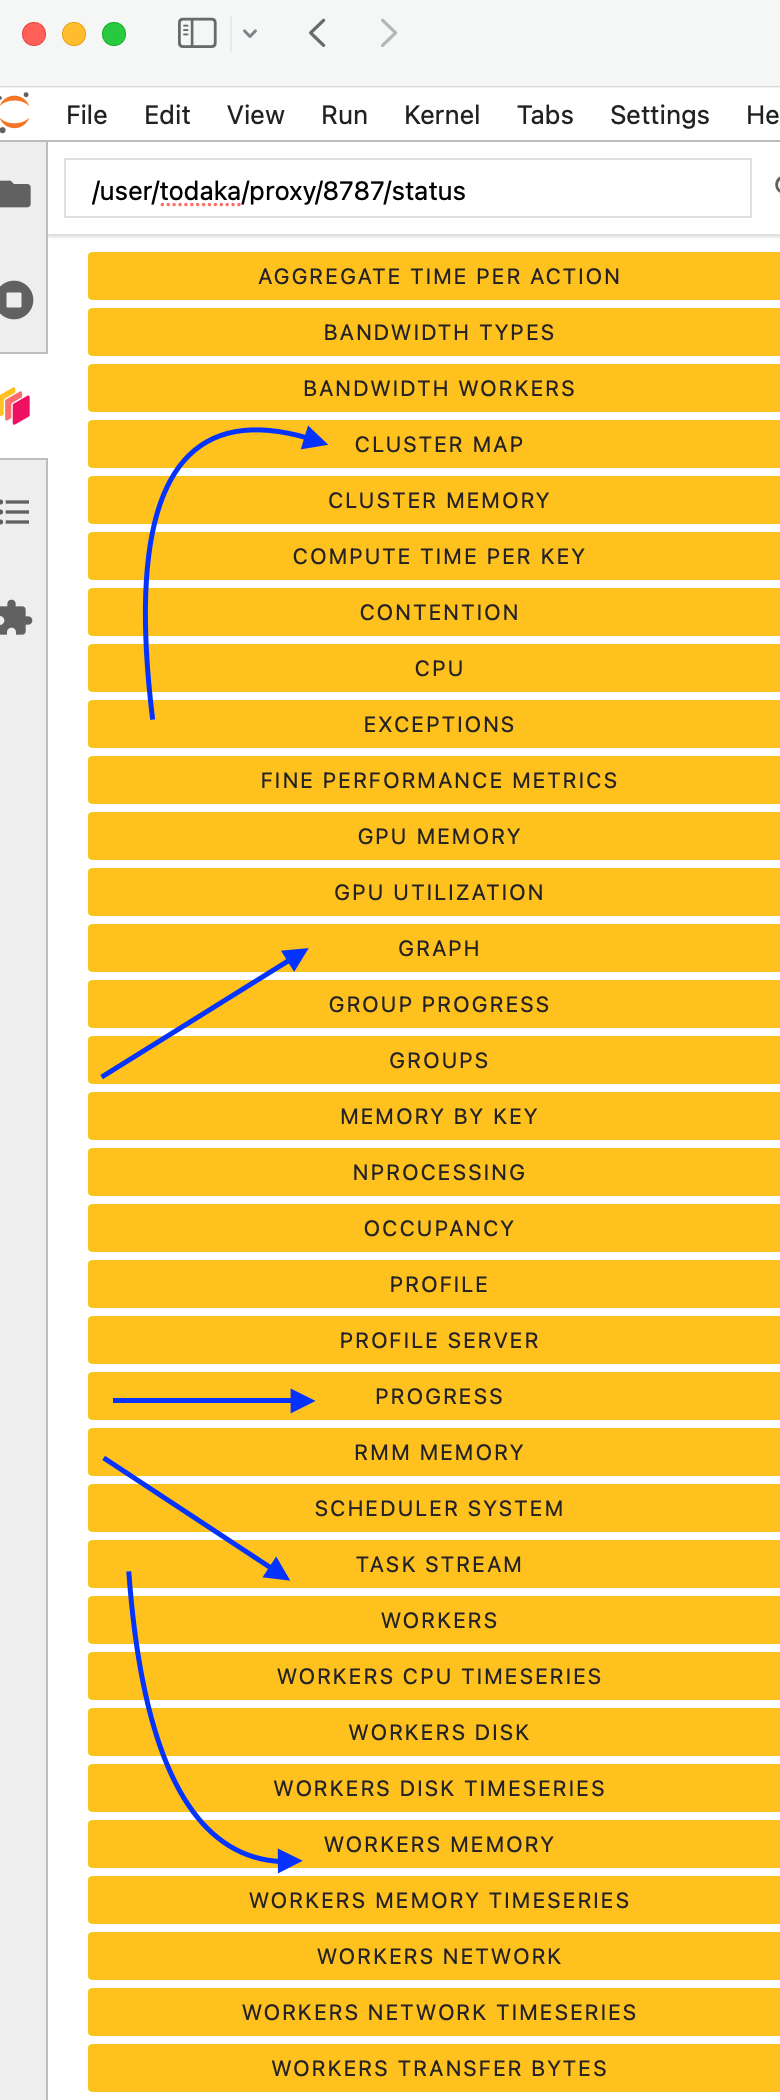 File Edit View Run Kernel Tabs Settings He
/user/todaka/proxy/8787/status
AGGREGATE TIME PER ACTION
BANDWIDTH TYPES
BANDWIDTH WORKERS
CLUSTER MAP
CLUSTER MEMORY
COMPUTE TIME PER KEY
CONTENTION
CPU
EXCEPTIONS
FINE PERFORMANCE METRICS
GPU MEMORY
GPU UTILIZATION
GRAPH
GROUP PROGRESS
GROUPS
MEMORY BY KEY
NPROCESSING
OCCUPANCY
PROFILE
PROFILE SERVER
PROGRESS
RMM MEMORY
SCHEDULER SYSTEM
TASK STREAM
WORKERS
WORKERS CPU TIMESERIES
WORKERS DISK
WORKERS DISK TIMESERIES
WORKERS MEMORY
WORKERS MEMORY TIMESERIES
WORKERS NETWORK
WORKERS NETWORK TIMESERIES
WORKERS TRANSFER BYTES